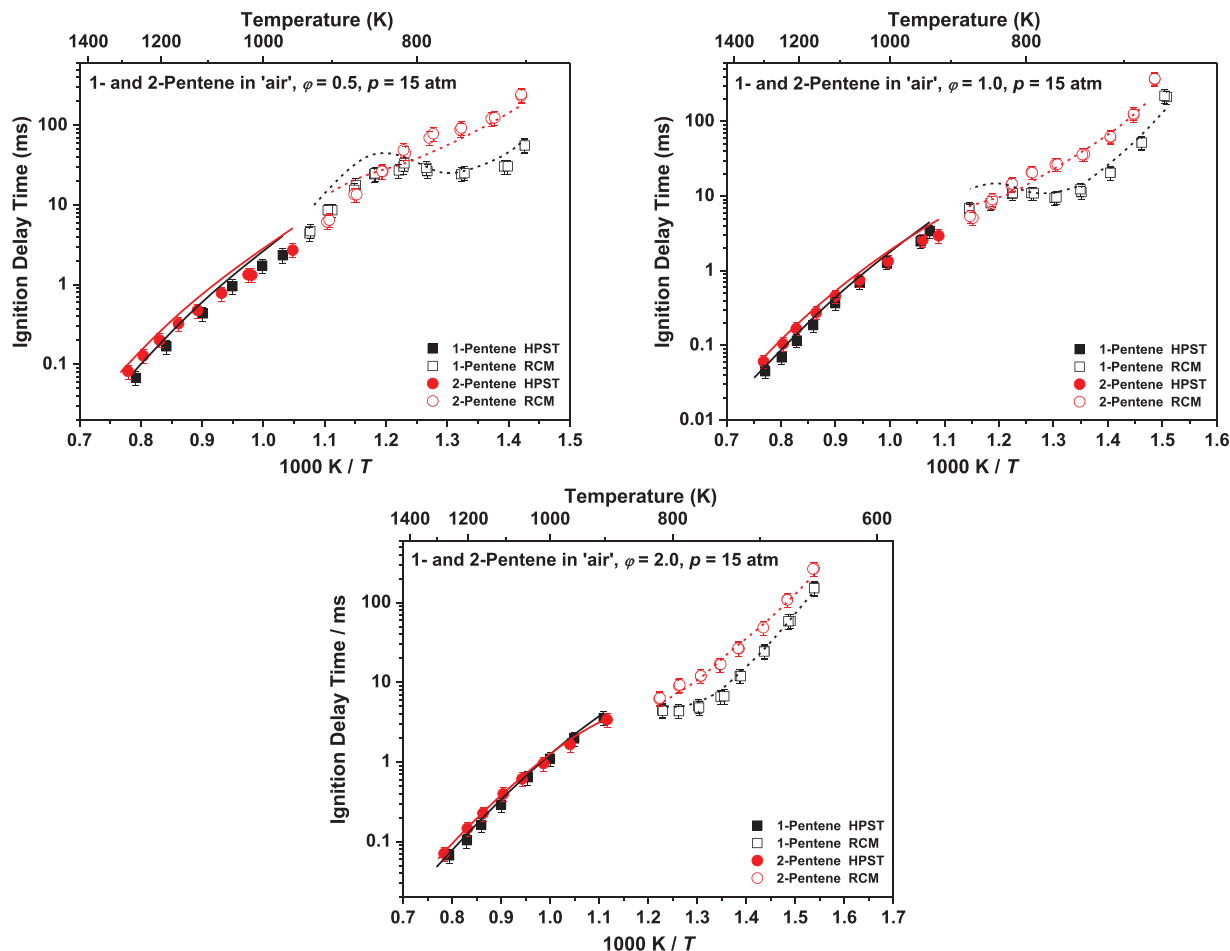 Temperature (K)
1400 1200 1000 800
1- and 2-Pentene in 'air', φ = 0.5, p = 15 atm
Ignition Delay Time (ms)
100
10
1
0.1
1-Pentene HPST
1-Pentene RCM
2-Pentene HPST
2-Pentene RCM
0.7 0.8 0.9 1.0 1.1 1.2 1.3 1.4 1.5
1000 K / T
Temperature (K)
1400 1200 1000 800
1- and 2-Pentene in 'air', φ = 1.0, p = 15 atm
Ignition Delay Time (ms)
100
10
1
0.1
0.01
1-Pentene HPST
1-Pentene RCM
2-Pentene HPST
2-Pentene RCM
0.7 0.8 0.9 1.0 1.1 1.2 1.3 1.4 1.5 1.6
1000 K / T
Temperature (K)
1400 1200 1000 800 600
1- and 2-Pentene in 'air', φ = 2.0, p = 15 atm
Ignition Delay Time / ms
100
10
1
0.1
1-Pentene HPST
1-Pentene RCM
2-Pentene HPST
2-Pentene RCM
0.7 0.8 0.9 1.0 1.1 1.2 1.3 1.4 1.5 1.6 1.7
1000 K / T